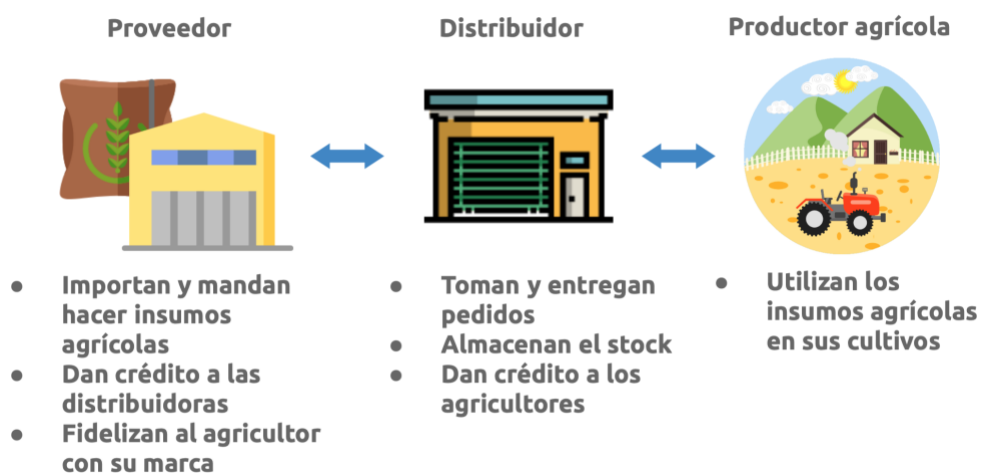 Proveedor
● Importan y mandan
hacer insumos
agrícolas
● Dan crédito a las
distribuidoras
● Fidelizan al agricultor
con su marca
Distribuidor
● Toman y entregan
pedidos
● Almacenan el stock
● Dan crédito a los
agricultores
Productor agrícola
● Utilizan los
insumos agrícolas
en sus cultivos